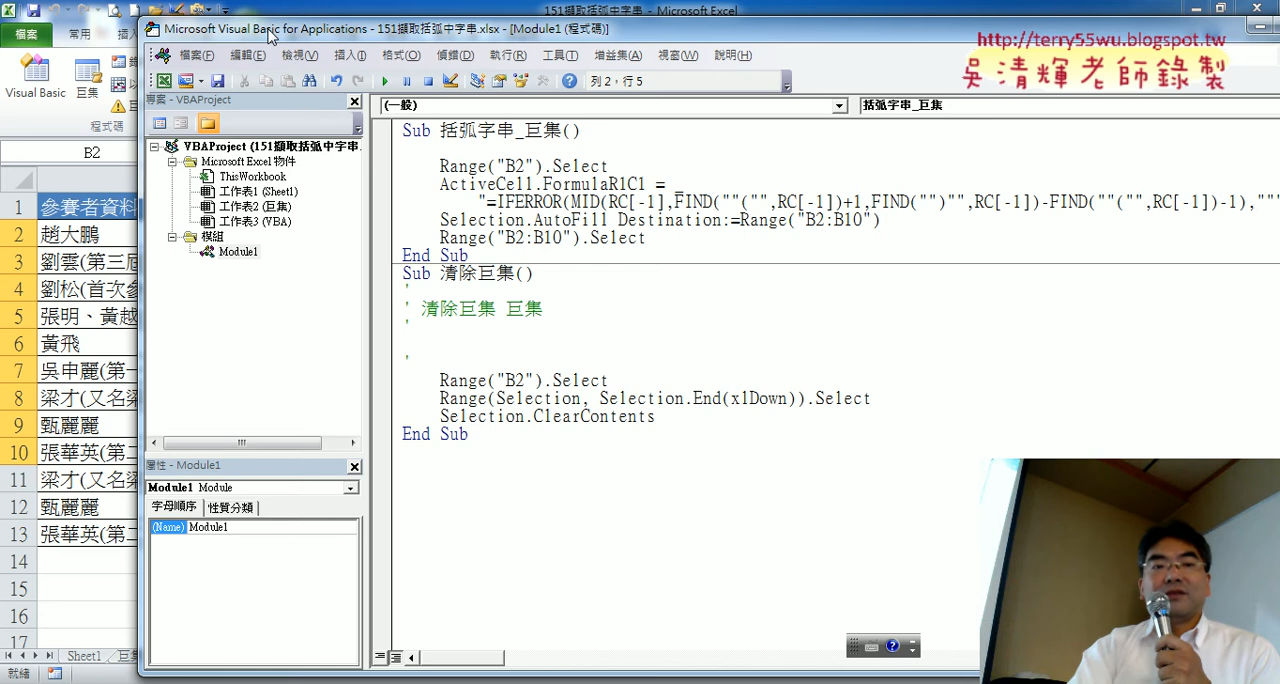 151擷取括弧中字串 - Microsoft Excel
Microsoft Visual Basic for Applications - 151擷取括弧中字串.xlsx - [Module1 (程式碼)]
http://terry55wu.blogspot.tw
吳清輝老師錄製
檔案
常用
檔案(F) 編輯(E) 檢視(V) 插入(I) 格式(O) 偵錯(D) 執行(R) 工具(T) 增益集(A) 視窗(W) 說明(H)
列 2，行 5
Visual Basic
巨集
程式碼
B2
專案 - VBAProject
VBAProject (151擷取括弧中字串.
Microsoft Excel 物件
ThisWorkbook
工作表1 (Sheet1)
工作表2 (巨集)
工作表3 (VBA)
模組
Module1
屬性 - Module1
Module1 Module
字母順序 性質分類
(Name) Module1
(一般)
括弧字串_巨集
Sub 括弧字串_巨集()
Range("B2").Select
ActiveCell.FormulaR1C1 = _
"=IFERROR(MID(RC[-1],FIND(""("",RC[-1])+1,FIND("")"",RC[-1])-FIND(""("",RC[-1])-1),"""
Selection.AutoFill Destination:=Range("B2:B10")
Range("B2:B10").Select
End Sub
Sub 清除巨集()
'
' 清除巨集 巨集
'
'
Range("B2").Select
Range(Selection, Selection.End(xlDown)).Select
Selection.ClearContents
End Sub
1 參賽者資料
2 趙大鵬
3 劉雲(第三屆
4 劉松(首次參
5 張明、黃越
6 黃飛
7 吳申麗(第一
8 梁才(又名梁
9 甄麗麗
10 張華英(第二
11 梁才(又名梁
12 甄麗麗
13 張華英(第二
14
15
16
17
Sheet1
就緒